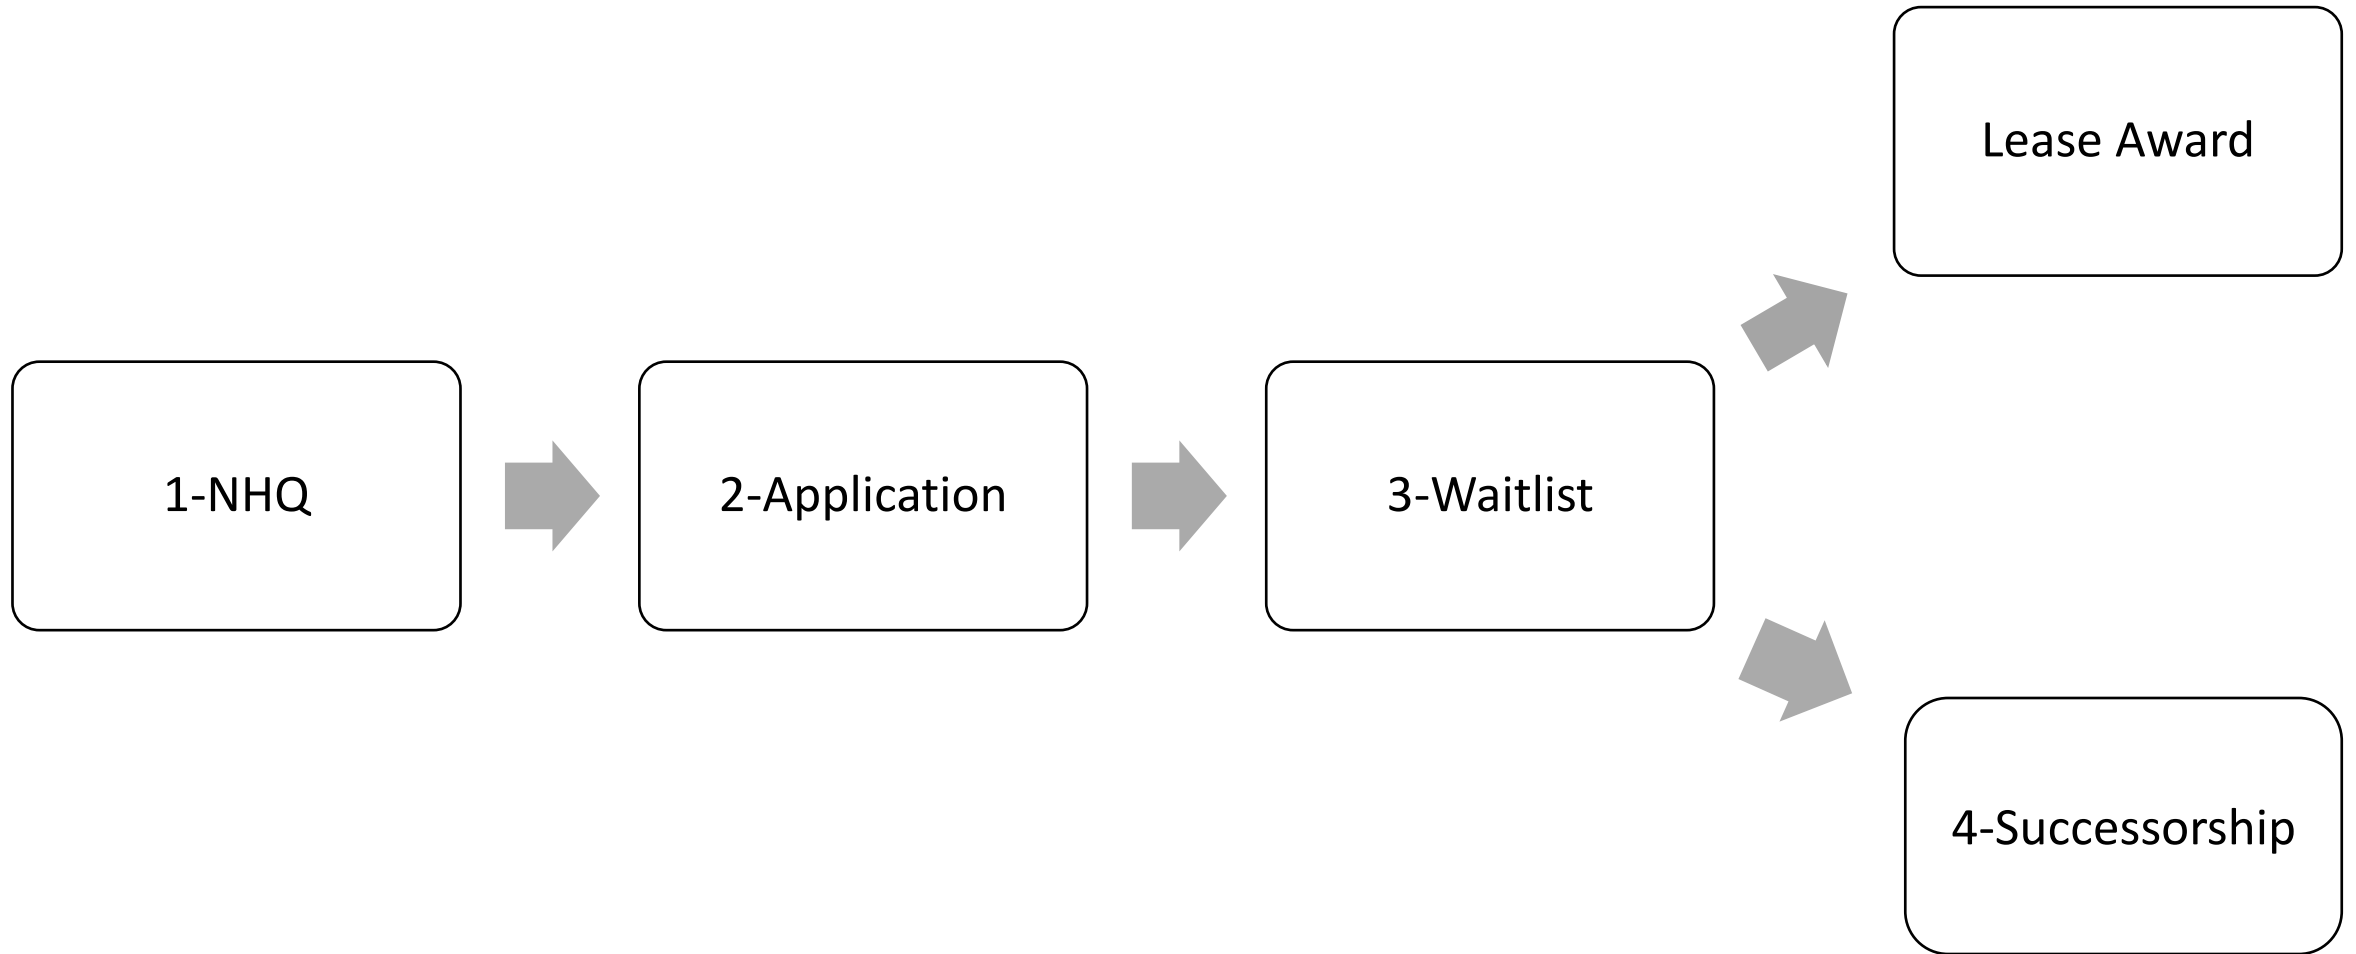 1-NHQ
2-Application
3-Waitlist
Lease Award
4-Successorship